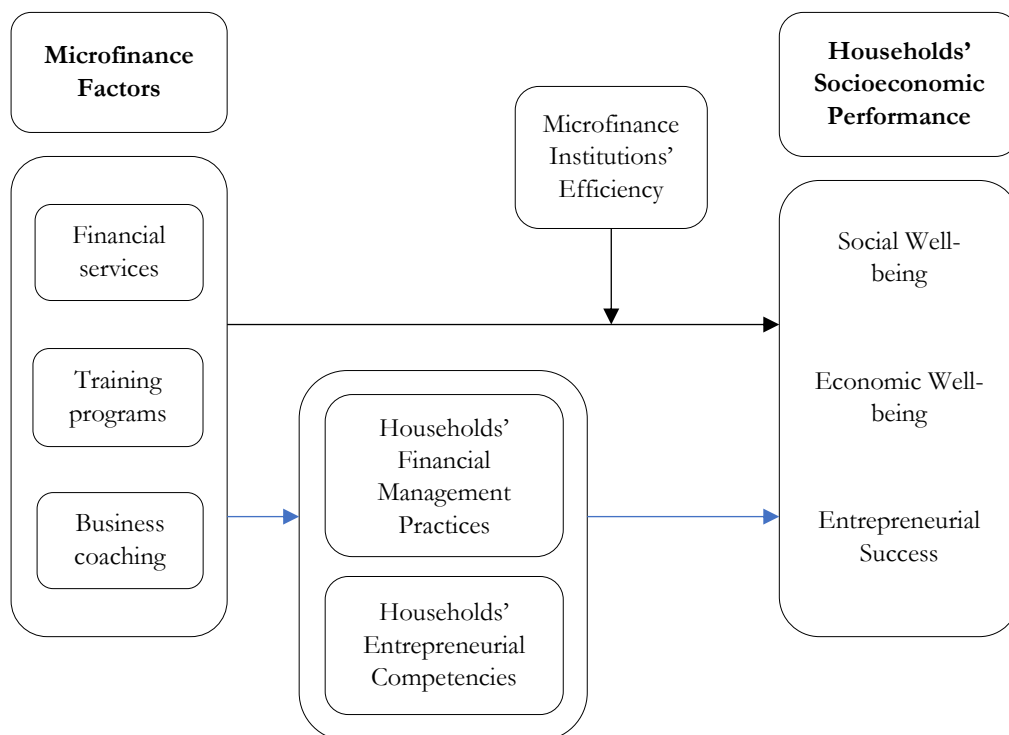 Microfinance
Factors
Households’
Socioeconomic
Performance
Microfinance
Institutions’
Efficiency
Financial
services
Training
programs
Business
coaching
Households’
Financial
Management
Practices
Households’
Entrepreneurial
Competencies
Social Well-
being
Economic Well-
being
Entrepreneurial
Success